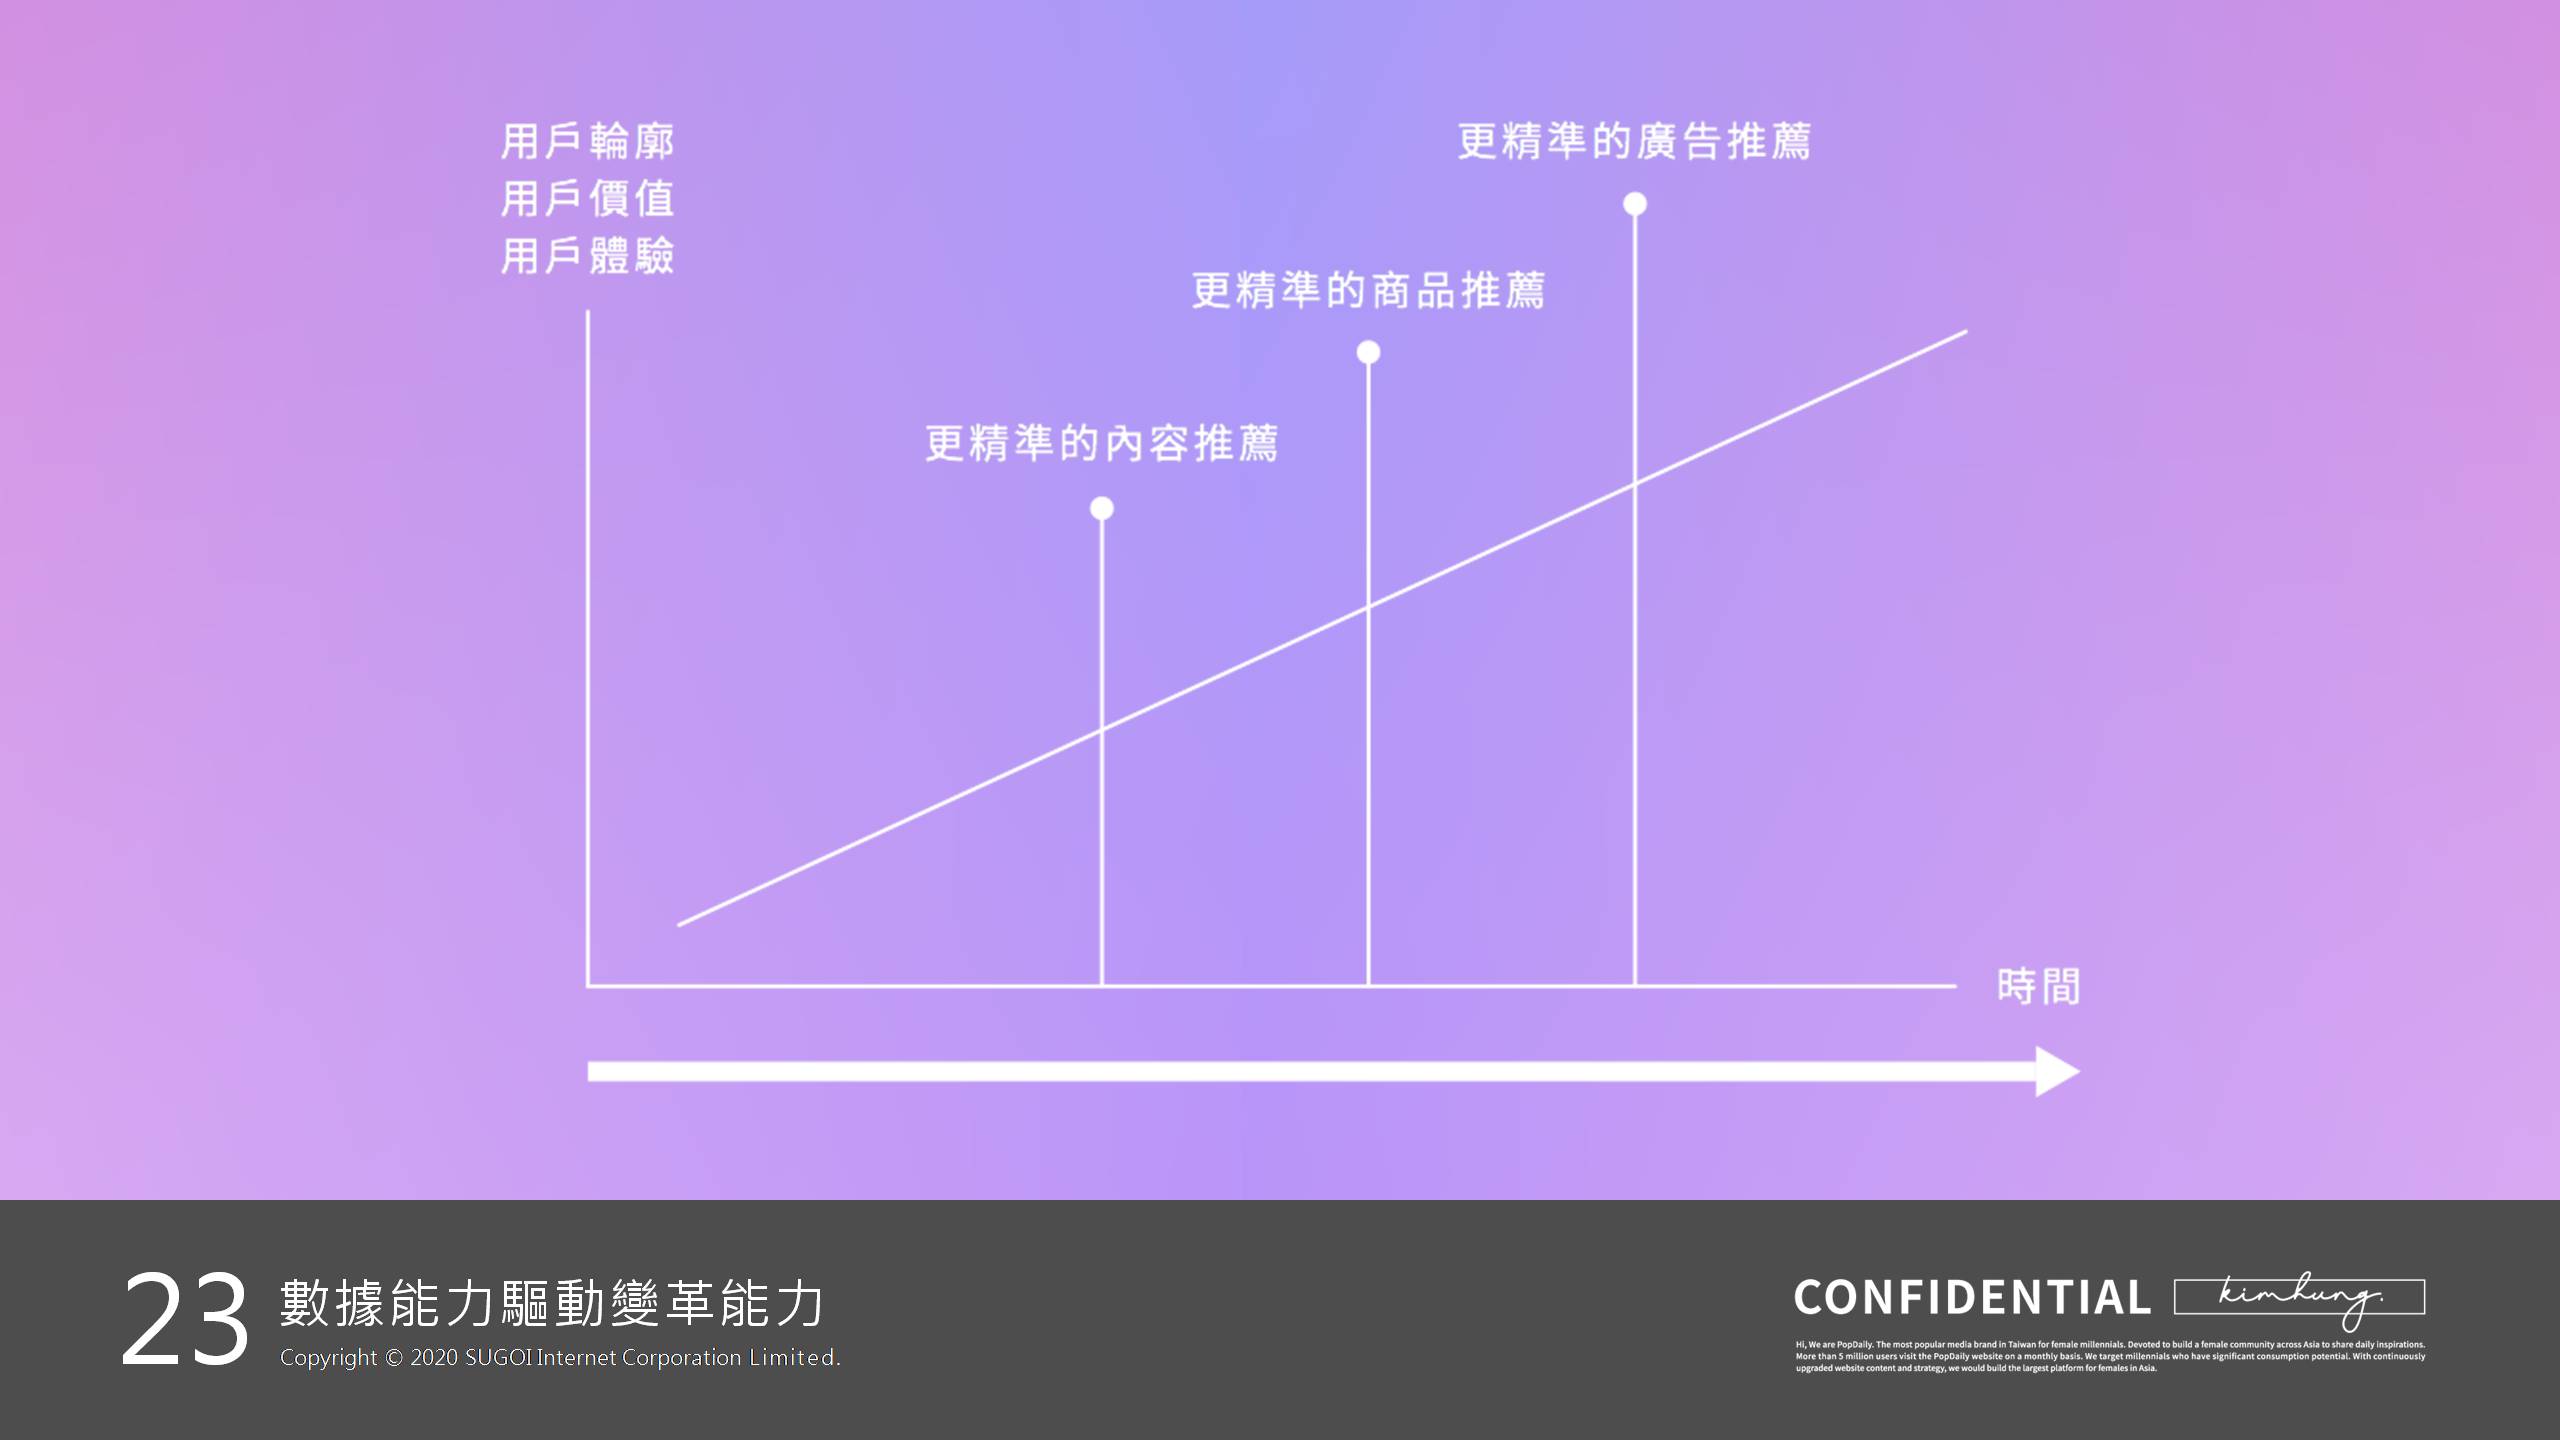 用戶輪廓
用戶價值
用戶體驗
更精準的廣告推薦
更精準的商品推薦
更精準的內容推薦
時間
23
數據能力驅動變革能力
Copyright © 2020 SUGOI Internet Corporation Limited.
CONFIDENTIAL
kimhung.
Hi, We are PopDaily. The most popular media brand in Taiwan for female millennials. Devoted to build a female community across Asia to share daily inspirations.
More than 5 million users visit the PopDaily website on a monthly basis. We target millennials who have significant consumption potential. With continuously
upgraded website content and strategy, we would build the largest platform for females in Asia.